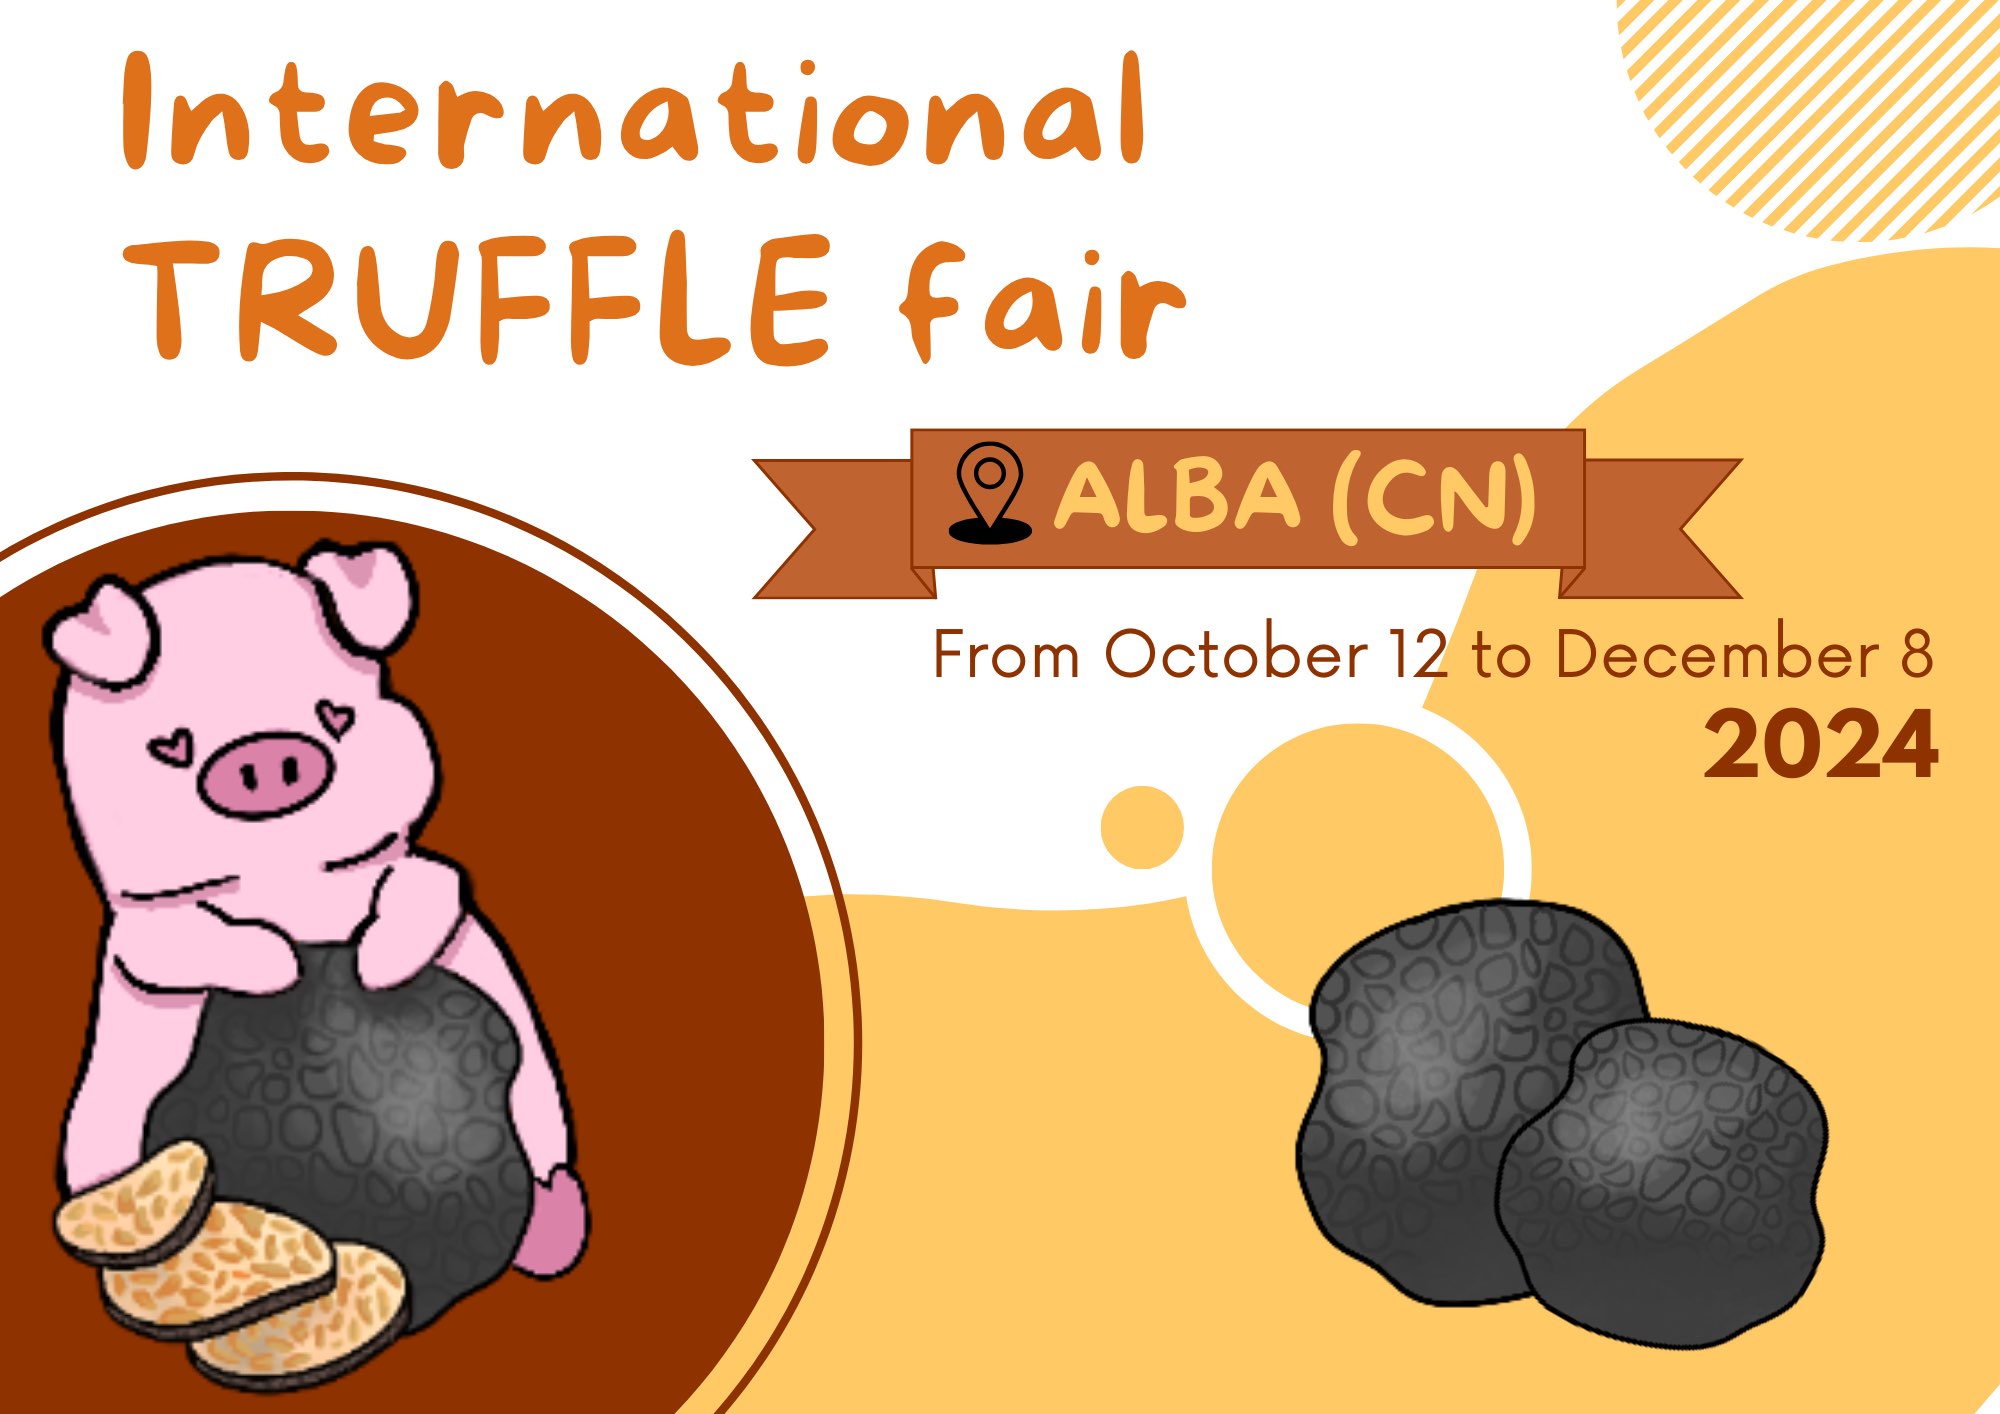 International
TRUFFLE fair
ALBA (CN)
From October 12 to December 8
2024